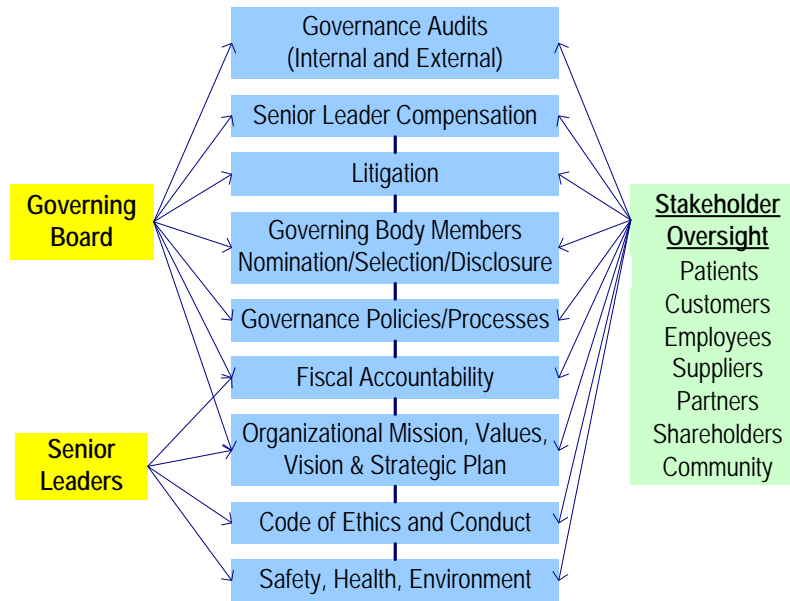 Governance Audits
(Internal and External)
Senior Leader Compensation
Litigation
Governing Body Members
Nomination/Selection/Disclosure
Governance Policies/Processes
Fiscal Accountability
Organizational Mission, Values,
Vision & Strategic Plan
Code of Ethics and Conduct
Safety, Health, Environment
Governing
Board
Senior
Leaders
Stakeholder
Oversight
Patients
Customers
Employees
Suppliers
Partners
Shareholders
Community